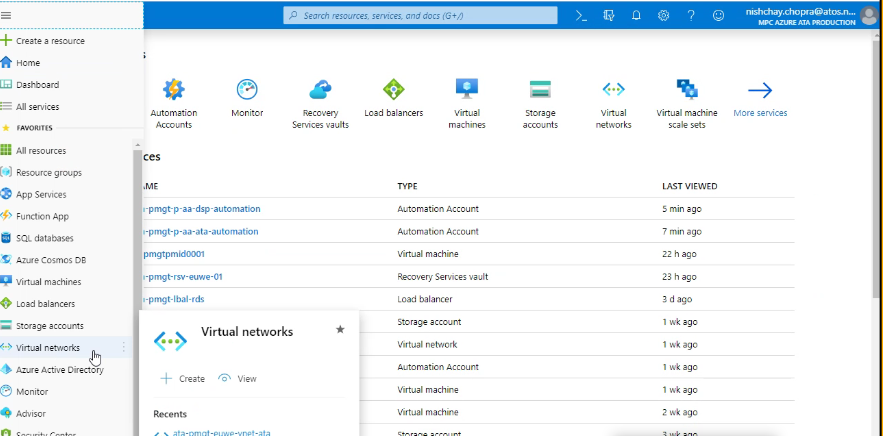 Search resources, services, and docs (G+/)
nishchay.chopra@atos.n...
MPC AZURE ATA PRODUCTION
Create a resource
Home
Dashboard
All services
FAVORITES
All resources
Resource groups
App Services
Function App
SQL databases
Azure Cosmos DB
Virtual machines
Load balancers
Storage accounts
Virtual networks
Azure Active Directory
Monitor
Advisor
Security Center
s
Automation Accounts
Monitor
Recovery Services vaults
Load balancers
Virtual machines
Storage accounts
Virtual networks
Virtual machine scale sets
More services
ces
AME TYPE LAST VIEWED
-pmgt-p-aa-dsp-automation Automation Account 5 min ago
-pmgt-p-aa-ata-automation Automation Account 7 min ago
pmgtpmid0001 Virtual machine 22 h ago
-pmgt-rsv-euwe-01 Recovery Services vault 23 h ago
-pmgt-lbal-rds Load balancer 3 d ago
Storage account 1 wk ago
Virtual network 1 wk ago
Automation Account 1 wk ago
Virtual machine 1 wk ago
Virtual machine 2 wk ago
Storage account 3 wk ago
Virtual networks
Create View
Recents
ata-pmgt-euwe-vnet-ata